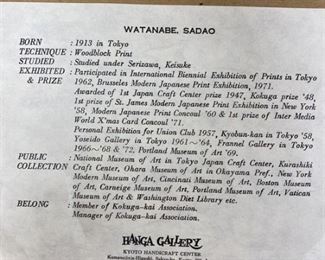 WATANABE, SADAO
BORN : 1913 in Tokyo
TECHNIQUE : Woodblock Print
STUDIED : Studied under Serizawa, Keisuke
EXHIBITED : Participated in International Biennial Exhibition of Prints in Tokyo
& PRIZE 1962, Brusseles Modern Japanese Print Exhibition, 1971.
Awarded of 1st Japan Craft Center prize 1947, Kokuga prize '48,
1st prize of St. James Modern Japanese Print Exhibition in New York
'58, Modern Japanese Print Concoul '60 & 1st prize of Inter Media
World X'mas Card Concoul '71.
Personal Exhibition for Union Club 1957, Kyobun-kan in Tokyo '58,
Yoseido Gallery in Tokyo 1961~'64, Frannel Gallery in Tokyo
1966~'68 & '72. Portland Museum of Art '69.
PUBLIC : National Museum of Art in Tokyo Japan Craft Center, Kurashiki
COLLECTION Craft Center, Ohara Museum of Art in Okayama Pref., New York
Modern Museum of Art, Cincinati Museum of Art, Boston Museum
of Art, Carneige Museum of Art, Portland Museum of Art, Vatican
Museum of Art & Washington Diet Library etc.
BELONG : Member of Kokuga-kai Association.
Manager of Kokuga-kai Association.
HANGA GALLERY
KYOTO HANDICRAFT CENTER